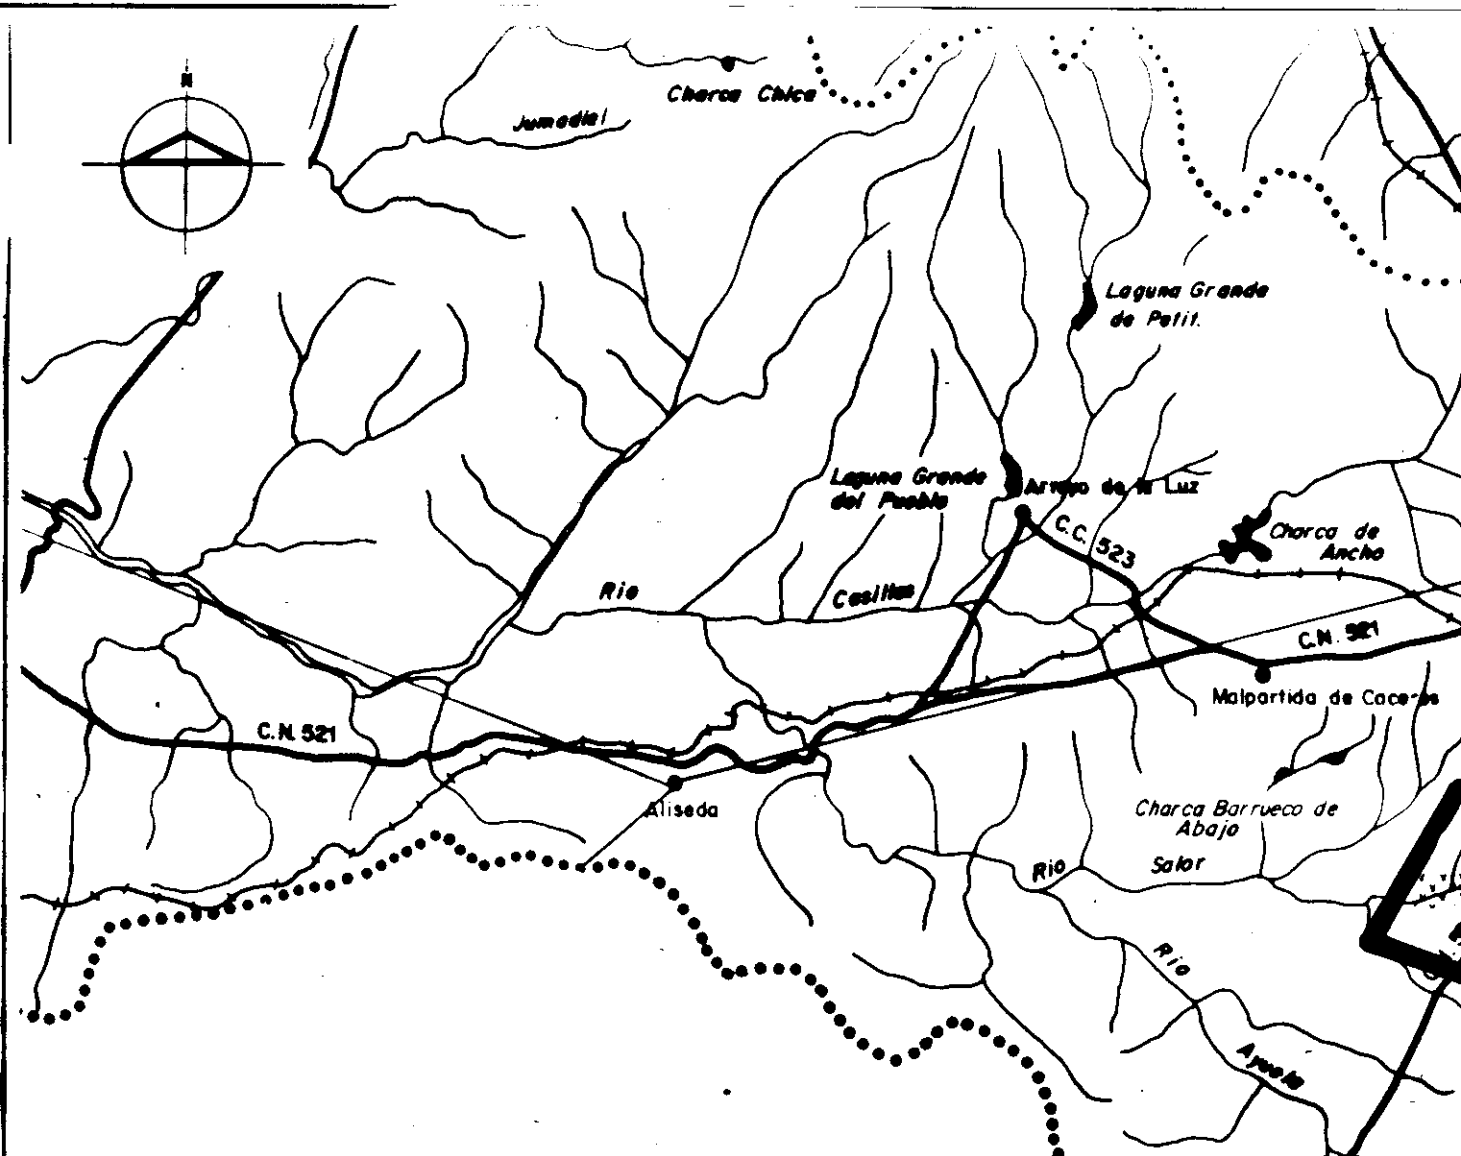 N
Charca Chica
Jumadiel
Laguna Grande
de Petit.
Laguna Grande
del Pueblo
Arroyo de la Luz
C.C. 523
Charca de
Ancho
Rio
Casillas
C.N. 521
C.N. 521
Malpartida de Caceres
Aliseda
Charca Barrueco de
Abajo
Rio
Salor
Rio
Ayuela